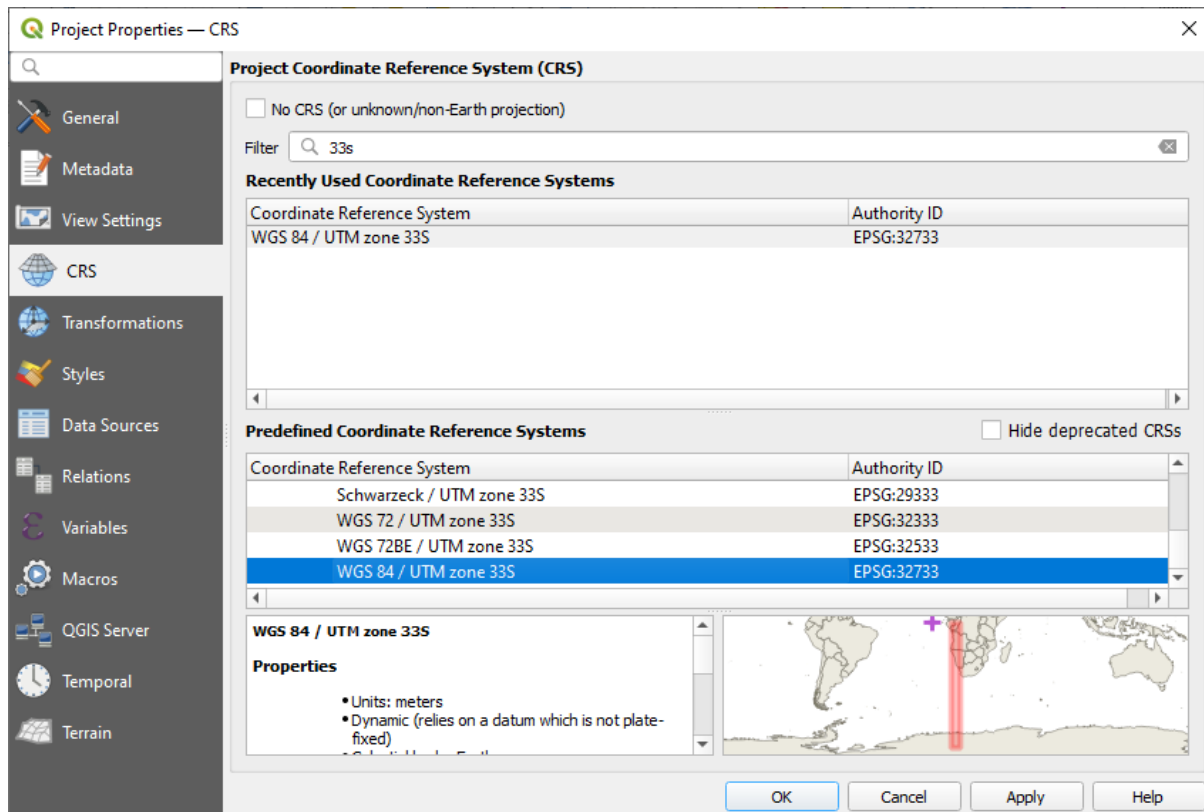 Project Properties — CRS
Project Coordinate Reference System (CRS)
General
Metadata
View Settings
CRS
Transformations
Styles
Data Sources
Relations
Variables
Macros
QGIS Server
Temporal
Terrain
No CRS (or unknown/non-Earth projection)
Filter 33s
Recently Used Coordinate Reference Systems
Coordinate Reference System Authority ID
WGS 84 / UTM zone 33S EPSG:32733
Predefined Coordinate Reference Systems Hide deprecated CRSs
Coordinate Reference System Authority ID
Schwarzeck / UTM zone 33S EPSG:29333
WGS 72 / UTM zone 33S EPSG:32333
WGS 72BE / UTM zone 33S EPSG:32533
WGS 84 / UTM zone 33S EPSG:32733
WGS 84 / UTM zone 33S
Properties
• Units: meters
• Dynamic (relies on a datum which is not plate-
fixed)
OK Cancel Apply Help